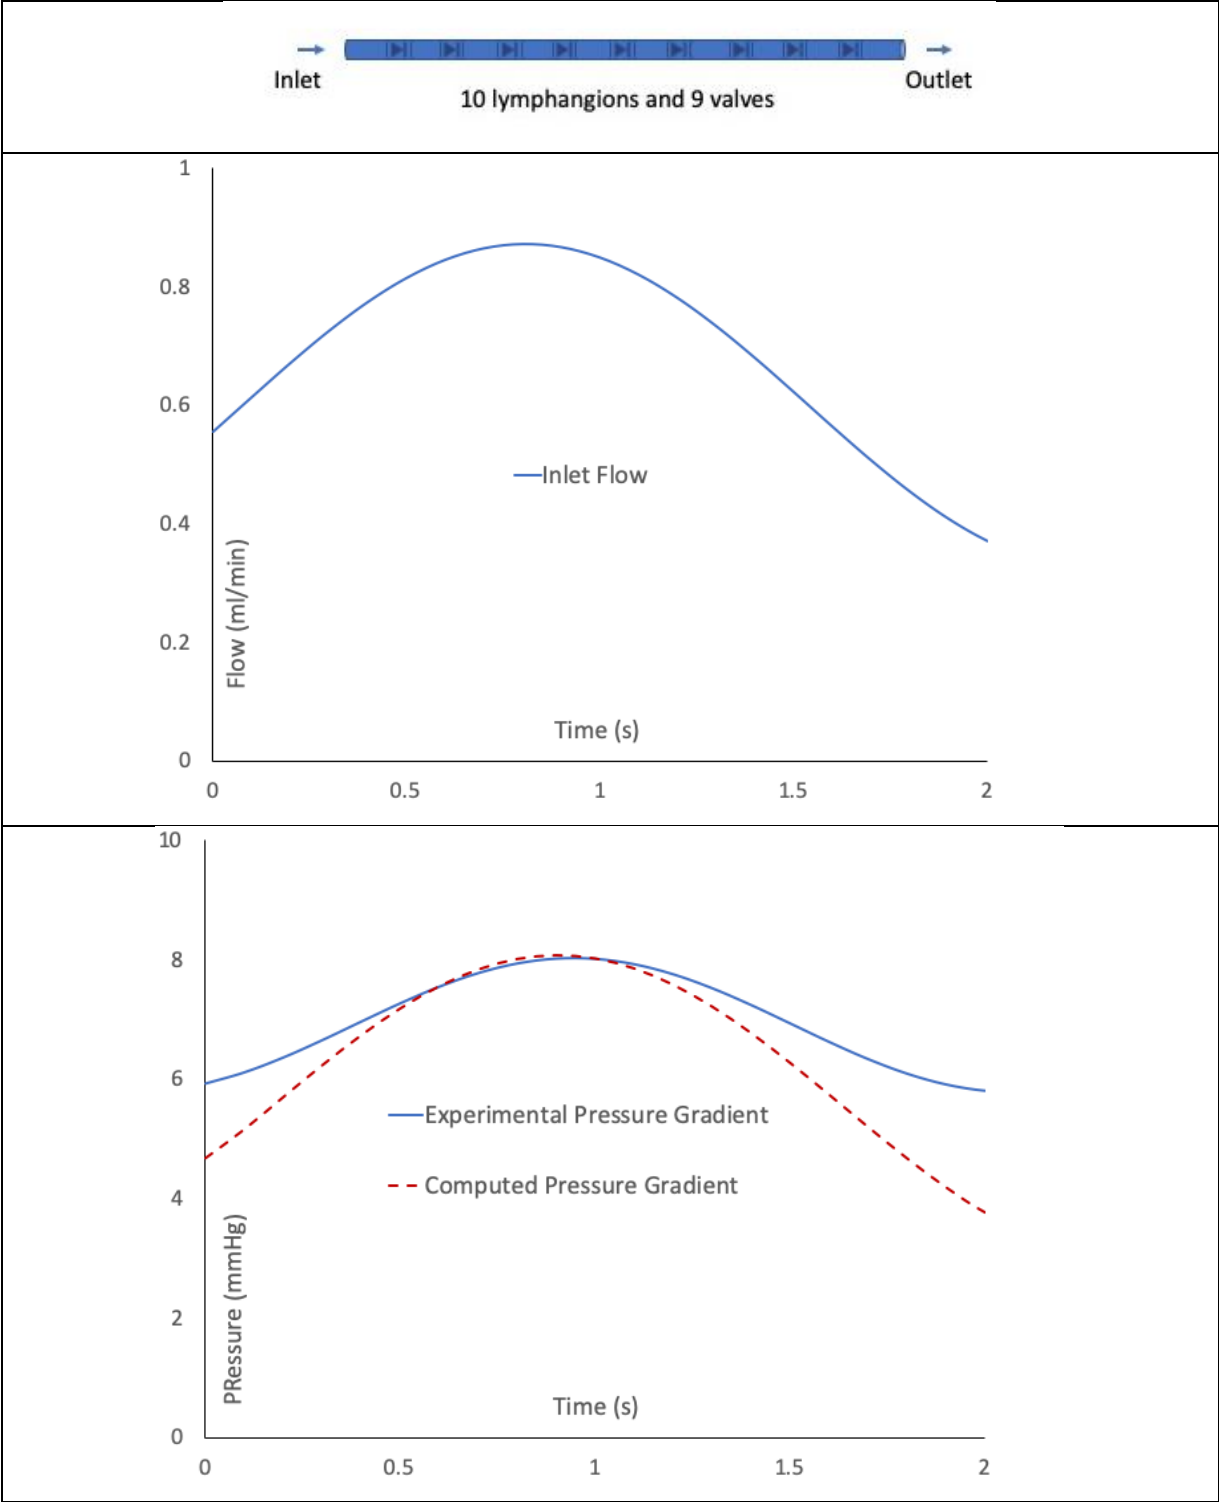 Inlet
Outlet
10 lymphangions and 9 valves
1
0.8
0.6
0.4
0.2
0
Flow (ml/min)
Inlet Flow
Time (s)
0 0.5 1 1.5 2
10
8
6
4
2
0
PRessure (mmHg)
Experimental Pressure Gradient
Computed Pressure Gradient
Time (s)
0 0.5 1 1.5 2